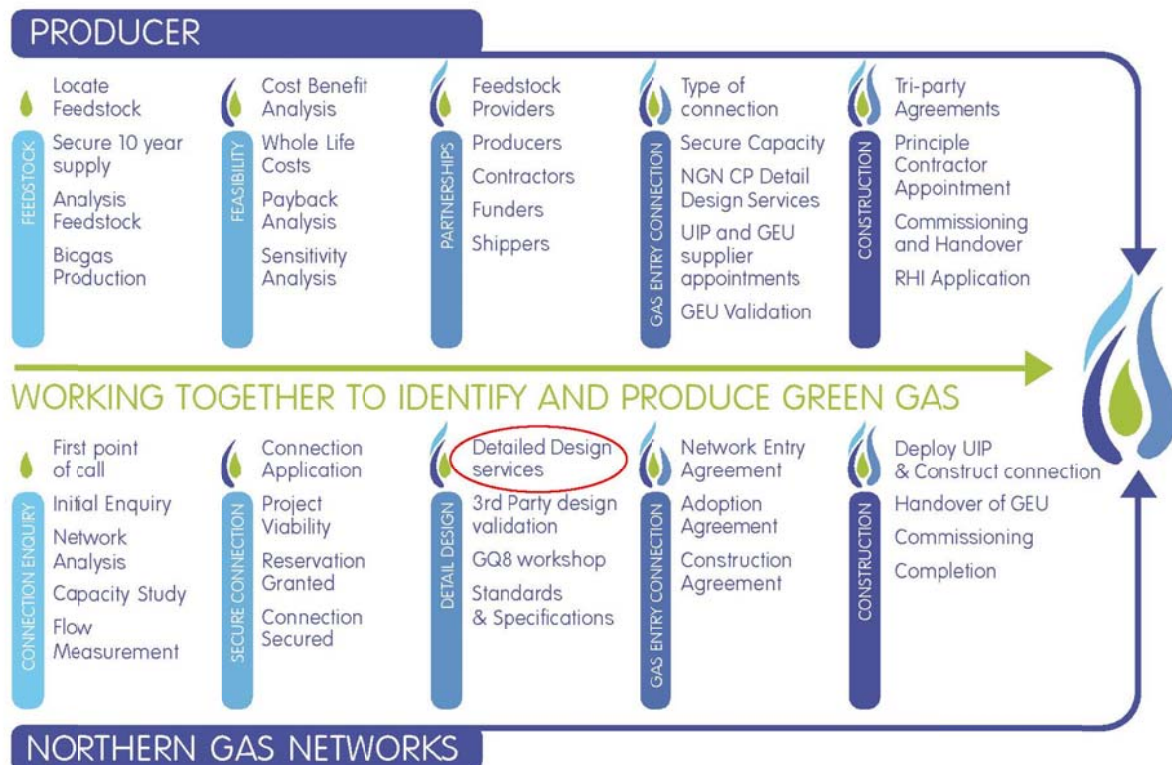 PRODUCER
FEEDSTOCK
Locate
Feedstock
Secure 10 year
supply
Analysis
Feedstock
Biogas
Production
FEASIBILITY
Cost Benefit
Analysis
Whole Life
Costs
Payback
Analysis
Sensitivity
Analysis
PARTNERSHIPS
Feedstock
Providers
Producers
Contractors
Funders
Shippers
GAS ENTRY CONNECTION
Type of
connection
Secure Capacity
NGN CP Detail
Design Services
UIP and GEU
supplier
appointments
GEU Validation
CONSTRUCTION
Tri-party
Agreements
Principle
Contractor
Appointment
Commissioning
and Handover
RHI Application
WORKING TOGETHER TO IDENTIFY AND PRODUCE GREEN GAS
CONNECTION ENQUIRY
First point
of call
Initial Enquiry
Network
Analysis
Capacity Study
Flow
Measurement
SECURE CONNECTION
Connection
Application
Project
Viability
Reservation
Granted
Connection
Secured
DETAIL DESIGN
Detailed Design
services
3rd Party design
validation
GQ8 workshop
Standards
& Specifications
GAS ENTRY CONNECTION
Network Entry
Agreement
Adoption
Agreement
Construction
Agreement
CONSTRUCTION
Deploy UIP
& Construct connection
Handover of GEU
Commissioning
Completion
NORTHERN GAS NETWORKS